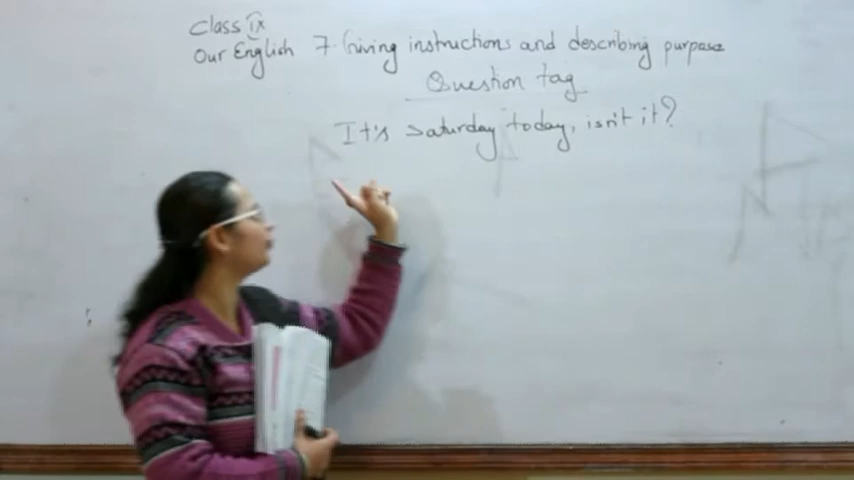 Class IX
Our English 7. Giving instructions and describing purpose
Question tag
It's Saturday today, isn't it?